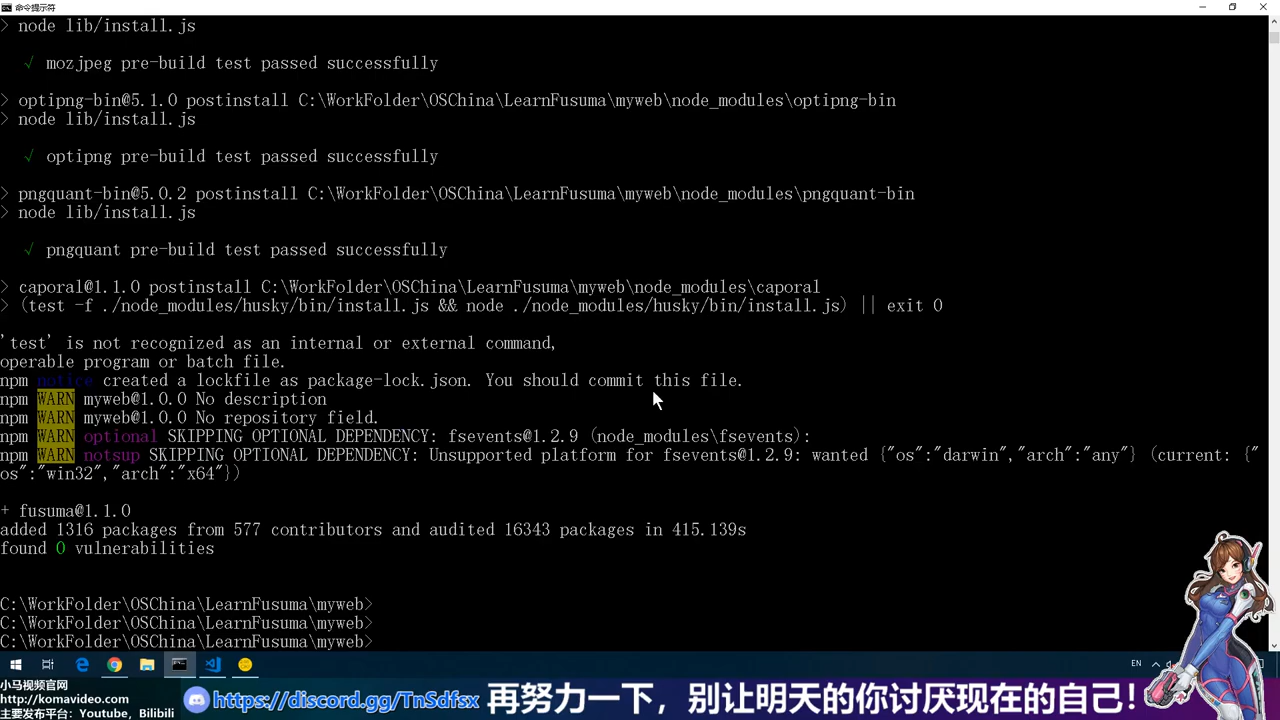 命令提示符
> node lib/install.js
√ mozjpeg pre-build test passed successfully
> optipng-bin@5.1.0 postinstall C:\WorkFolder\OSChina\LearnFusuma\myweb\node_modules\optipng-bin
> node lib/install.js
√ optipng pre-build test passed successfully
> pngquant-bin@5.0.2 postinstall C:\WorkFolder\OSChina\LearnFusuma\myweb\node_modules\pngquant-bin
> node lib/install.js
√ pngquant pre-build test passed successfully
> caporal@1.1.0 postinstall C:\WorkFolder\OSChina\LearnFusuma\myweb\node_modules\caporal
> (test -f ./node_modules/husky/bin/install.js && node ./node_modules/husky/bin/install.js) || exit 0
'test' is not recognized as an internal or external command,
operable program or batch file.
npm notice created a lockfile as package-lock.json. You should commit this file.
npm WARN myweb@1.0.0 No description
npm WARN myweb@1.0.0 No repository field.
npm WARN optional SKIPPING OPTIONAL DEPENDENCY: fsevents@1.2.9 (node_modules\fsevents):
npm WARN notsup SKIPPING OPTIONAL DEPENDENCY: Unsupported platform for fsevents@1.2.9: wanted {"os":"darwin","arch":"any"} (current: {"
os":"win32","arch":"x64"})
+ fusuma@1.1.0
added 1316 packages from 577 contributors and audited 16343 packages in 415.139s
found 0 vulnerabilities
C:\WorkFolder\OSChina\LearnFusuma\myweb>
C:\WorkFolder\OSChina\LearnFusuma\myweb>
C:\WorkFolder\OSChina\LearnFusuma\myweb>
EN
小马视频官网
http://komavideo.com
主要发布平台：Youtube，Bilibili
https://discord.gg/TnSdfsx 再努力一下，别让明天的你讨厌现在的自己！